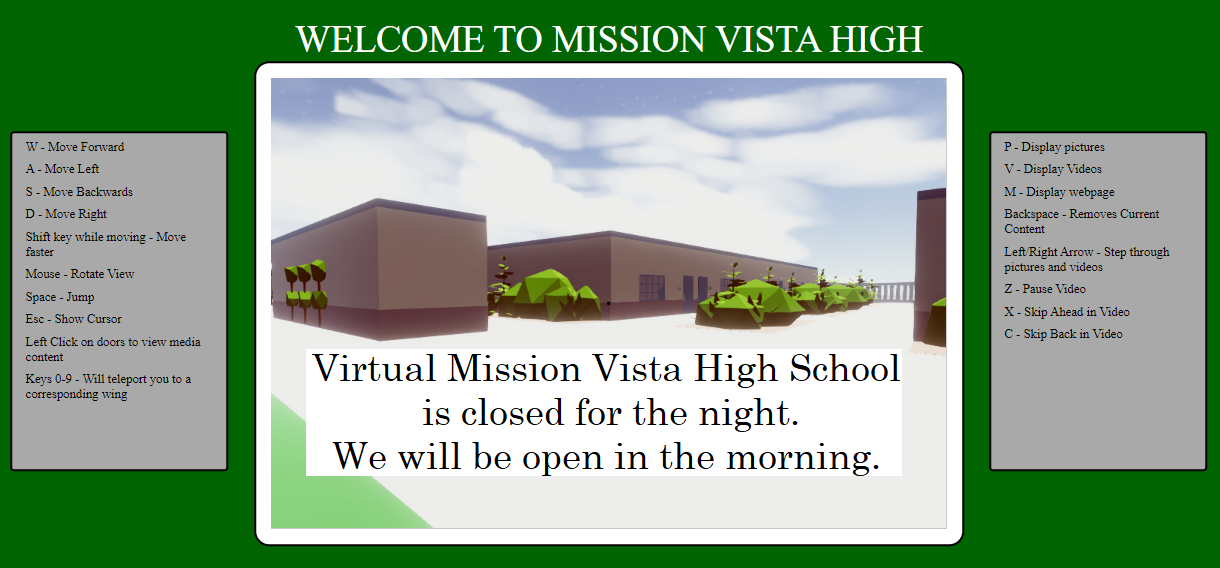 WELCOME TO MISSION VISTA HIGH
W - Move Forward
A - Move Left
S - Move Backwards
D - Move Right
Shift key while moving - Move
faster
Mouse - Rotate View
Space - Jump
Esc - Show Cursor
Left Click on doors to view media
content
Keys 0-9 - Will teleport you to a
corresponding wing
Virtual Mission Vista High School
is closed for the night.
We will be open in the morning.
P - Display pictures
V - Display Videos
M - Display webpage
Backspace - Removes Current
Content
Left/Right Arrow - Step through
pictures and videos
Z - Pause Video
X - Skip Ahead in Video
C - Skip Back in Video